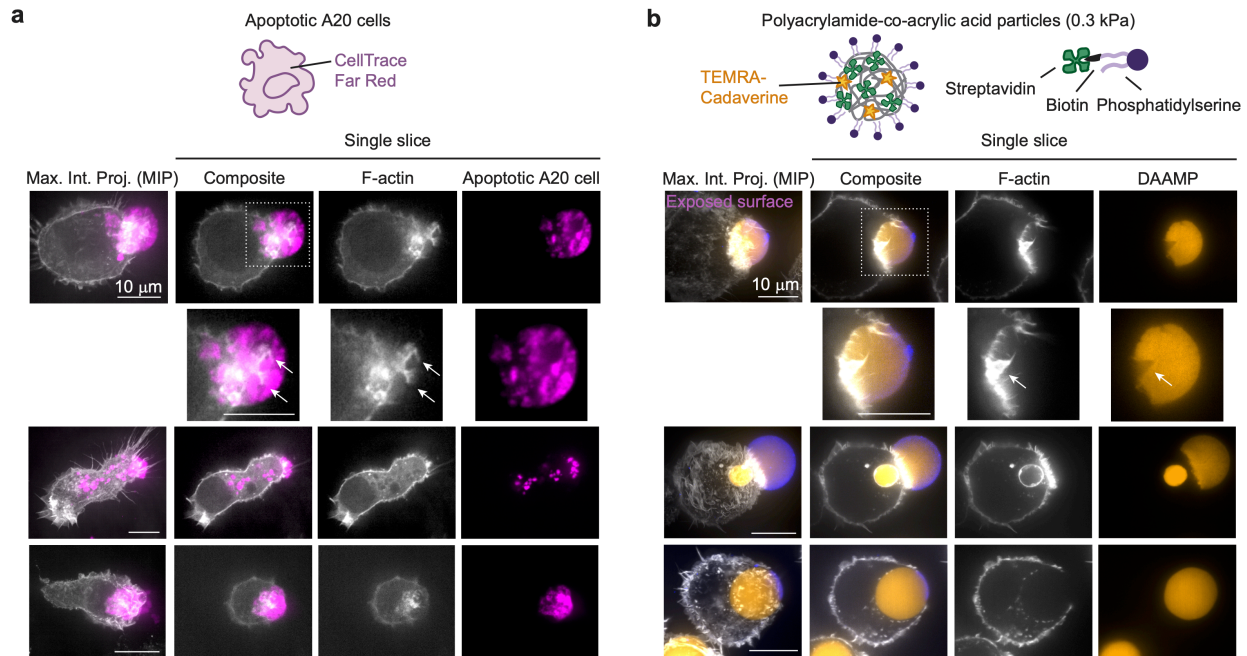 a
Apoptotic A20 cells
CellTrace
Far Red
Single slice
Max. Int. Proj. (MIP)
Composite
F-actin
Apoptotic A20 cell
10 μm
b
Polyacrylamide-co-acrylic acid particles (0.3 kPa)
TEMRA-
Cadaverine
Streptavidin
Biotin
Phosphatidylserine
Single slice
Max. Int. Proj. (MIP)
Composite
F-actin
DAAMP
Exposed surface
10 μm